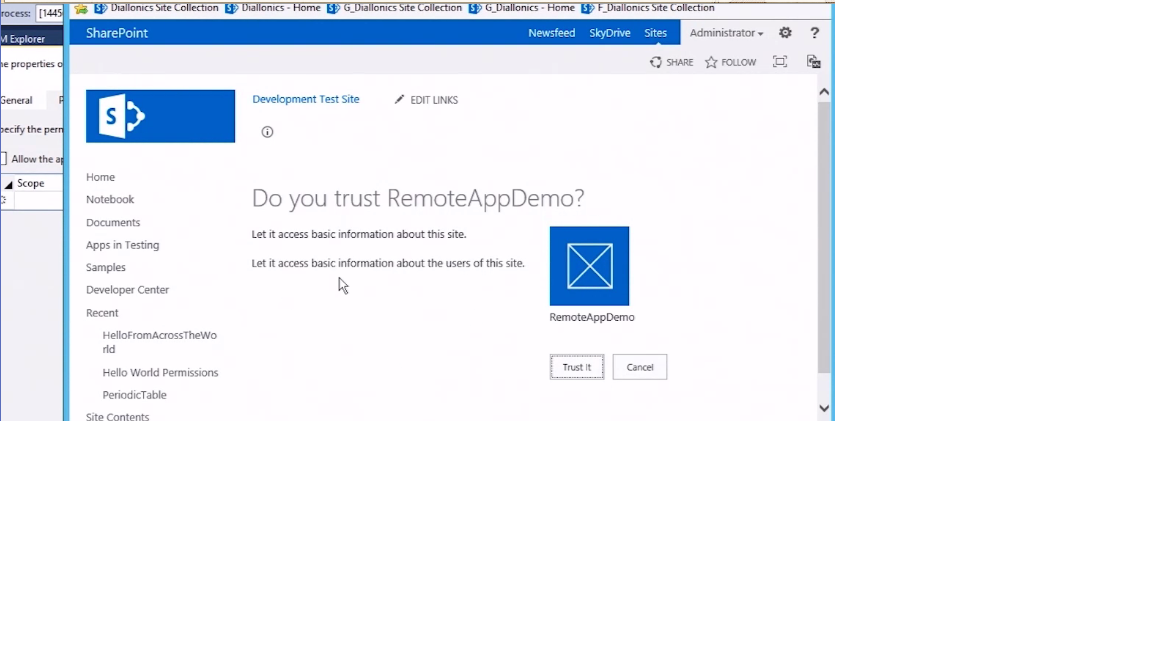 rocess: [1445
Diallonics Site Collection Diallonics - Home G_Diallonics Site Collection G_Diallonics - Home F_Diallonics Site Collection
M Explorer
SharePoint Newsfeed SkyDrive Sites Administrator ?
he properties o
SHARE FOLLOW
General P
S Development Test Site EDIT LINKS
pecify the perm
Allow the ap
Scope
Home
Notebook
Documents
Apps in Testing
Samples
Developer Center
Recent
HelloFromAcrossTheWo
rld
Hello World Permissions
PeriodicTable
Site Contents
Do you trust RemoteAppDemo?
Let it access basic information about this site.
Let it access basic information about the users of this site.
RemoteAppDemo
Trust It Cancel